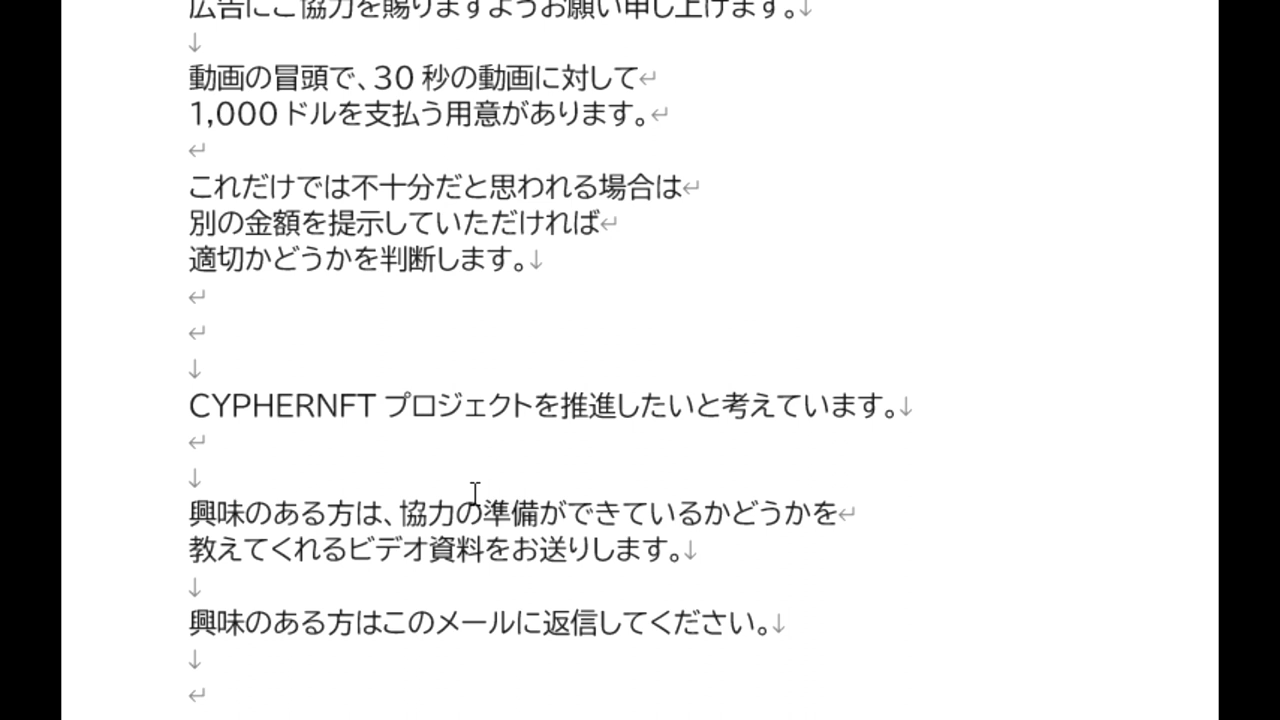 広告にご協力を賜りますようお願い申し上げます。↓
↓
動画の冒頭で、30 秒の動画に対して↵
1,000 ドルを支払う用意があります。↵
↵
これだけでは不十分だと思われる場合は↵
別の金額を提示していただければ↵
適切かどうかを判断します。↓
↵
↵
↓
CYPHERNFT プロジェクトを推進したいと考えています。↓
↵
↓
興味のある方は、協力の準備ができているかどうかを↵
教えてくれるビデオ資料をお送りします。↓
↓
興味のある方はこのメールに返信してください。↓
↓
↵